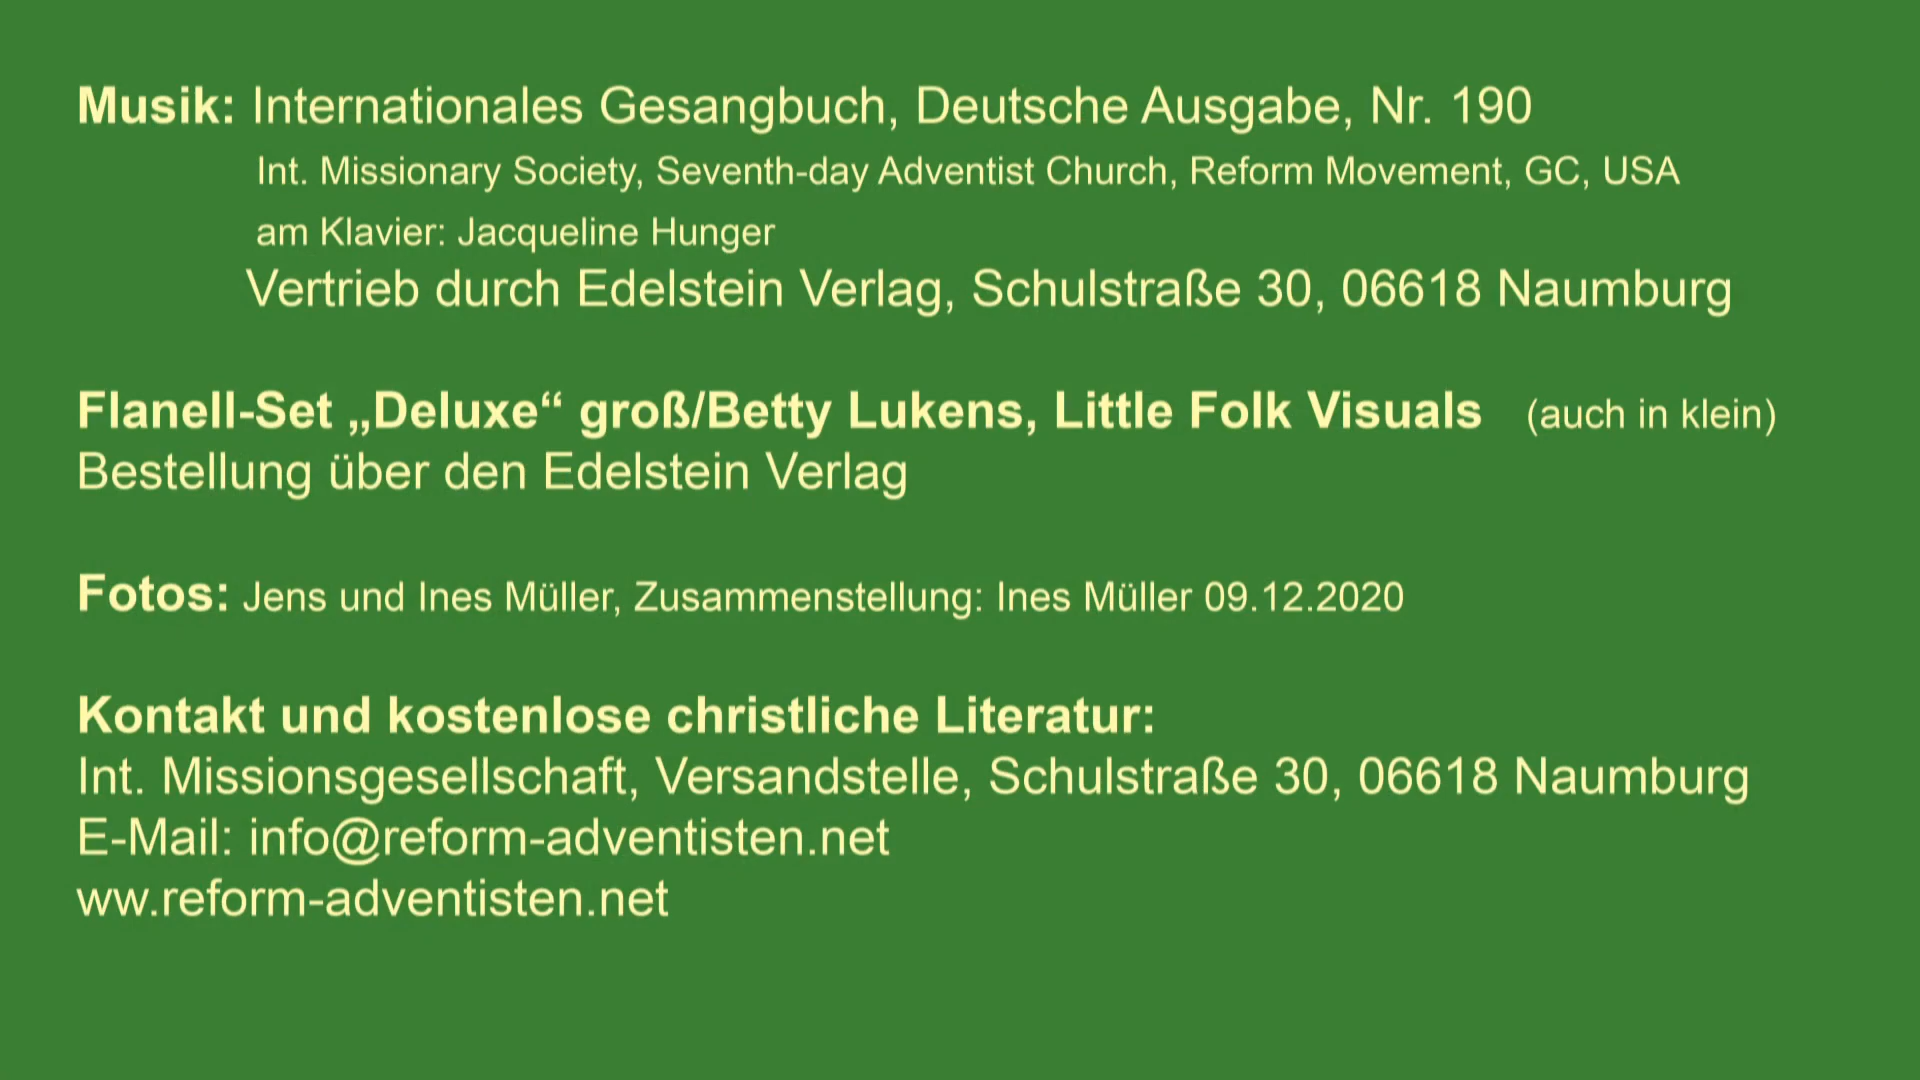 Musik: Internationales Gesangbuch, Deutsche Ausgabe, Nr. 190
Int. Missionary Society, Seventh-day Adventist Church, Reform Movement, GC, USA
am Klavier: Jacqueline Hunger
Vertrieb durch Edelstein Verlag, Schulstraße 30, 06618 Naumburg
Flanell-Set „Deluxe“ groß/Betty Lukens, Little Folk Visuals (auch in klein)
Bestellung über den Edelstein Verlag
Fotos: Jens und Ines Müller, Zusammenstellung: Ines Müller 09.12.2020
Kontakt und kostenlose christliche Literatur:
Int. Missionsgesellschaft, Versandstelle, Schulstraße 30, 06618 Naumburg
E-Mail: info@reform-adventisten.net
ww.reform-adventisten.net